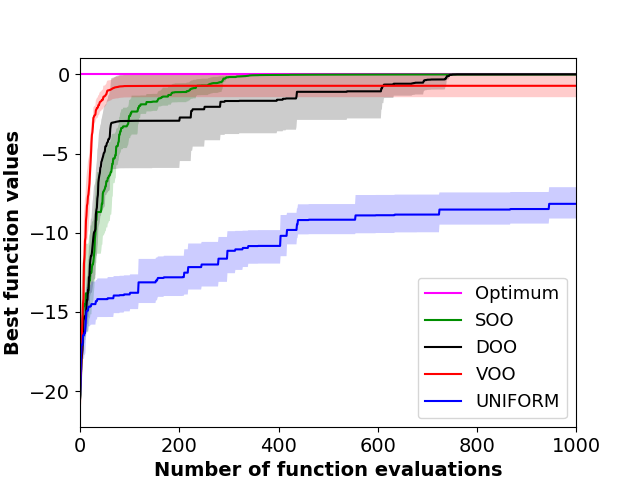 0
−5
−10
−15
−20
Best function values
Optimum
SOO
DOO
VOO
UNIFORM
0 200 400 600 800 1000
Number of function evaluations